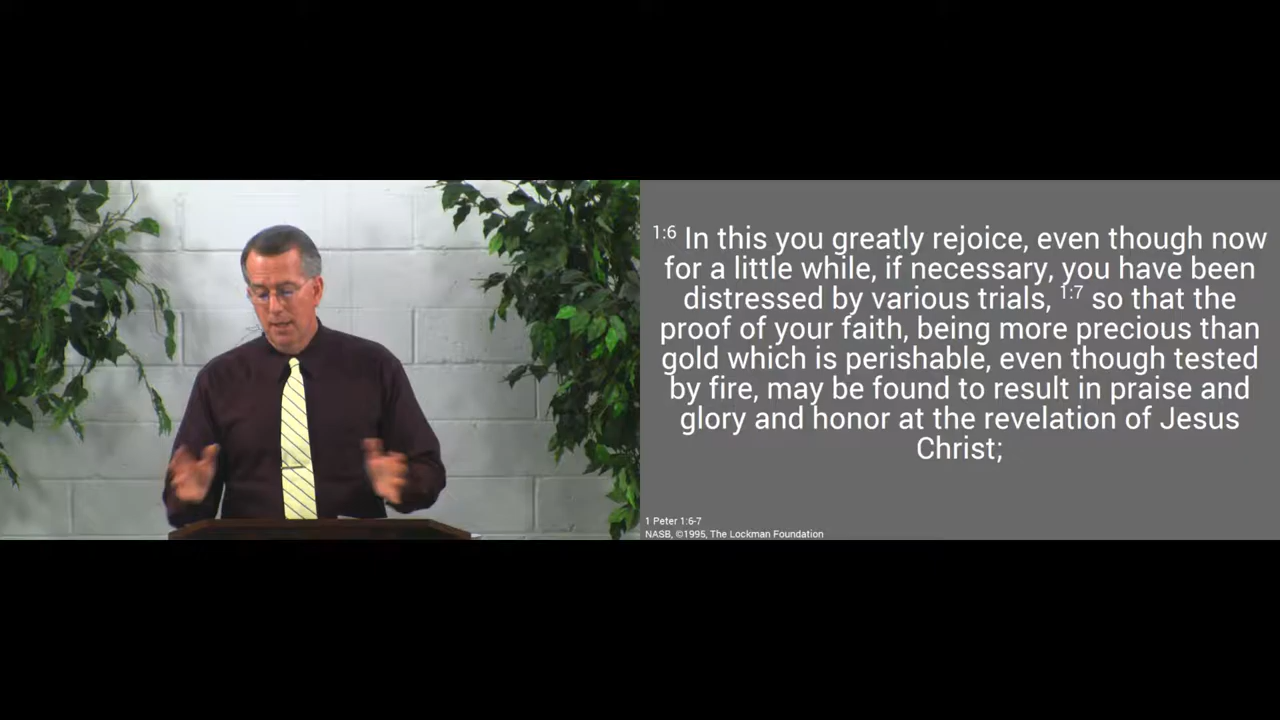 1:6 In this you greatly rejoice, even though now
for a little while, if necessary, you have been
distressed by various trials, 1:7 so that the
proof of your faith, being more precious than
gold which is perishable, even though tested
by fire, may be found to result in praise and
glory and honor at the revelation of Jesus
Christ;
1 Peter 1:6-7
NASB, ©1995, The Lockman Foundation